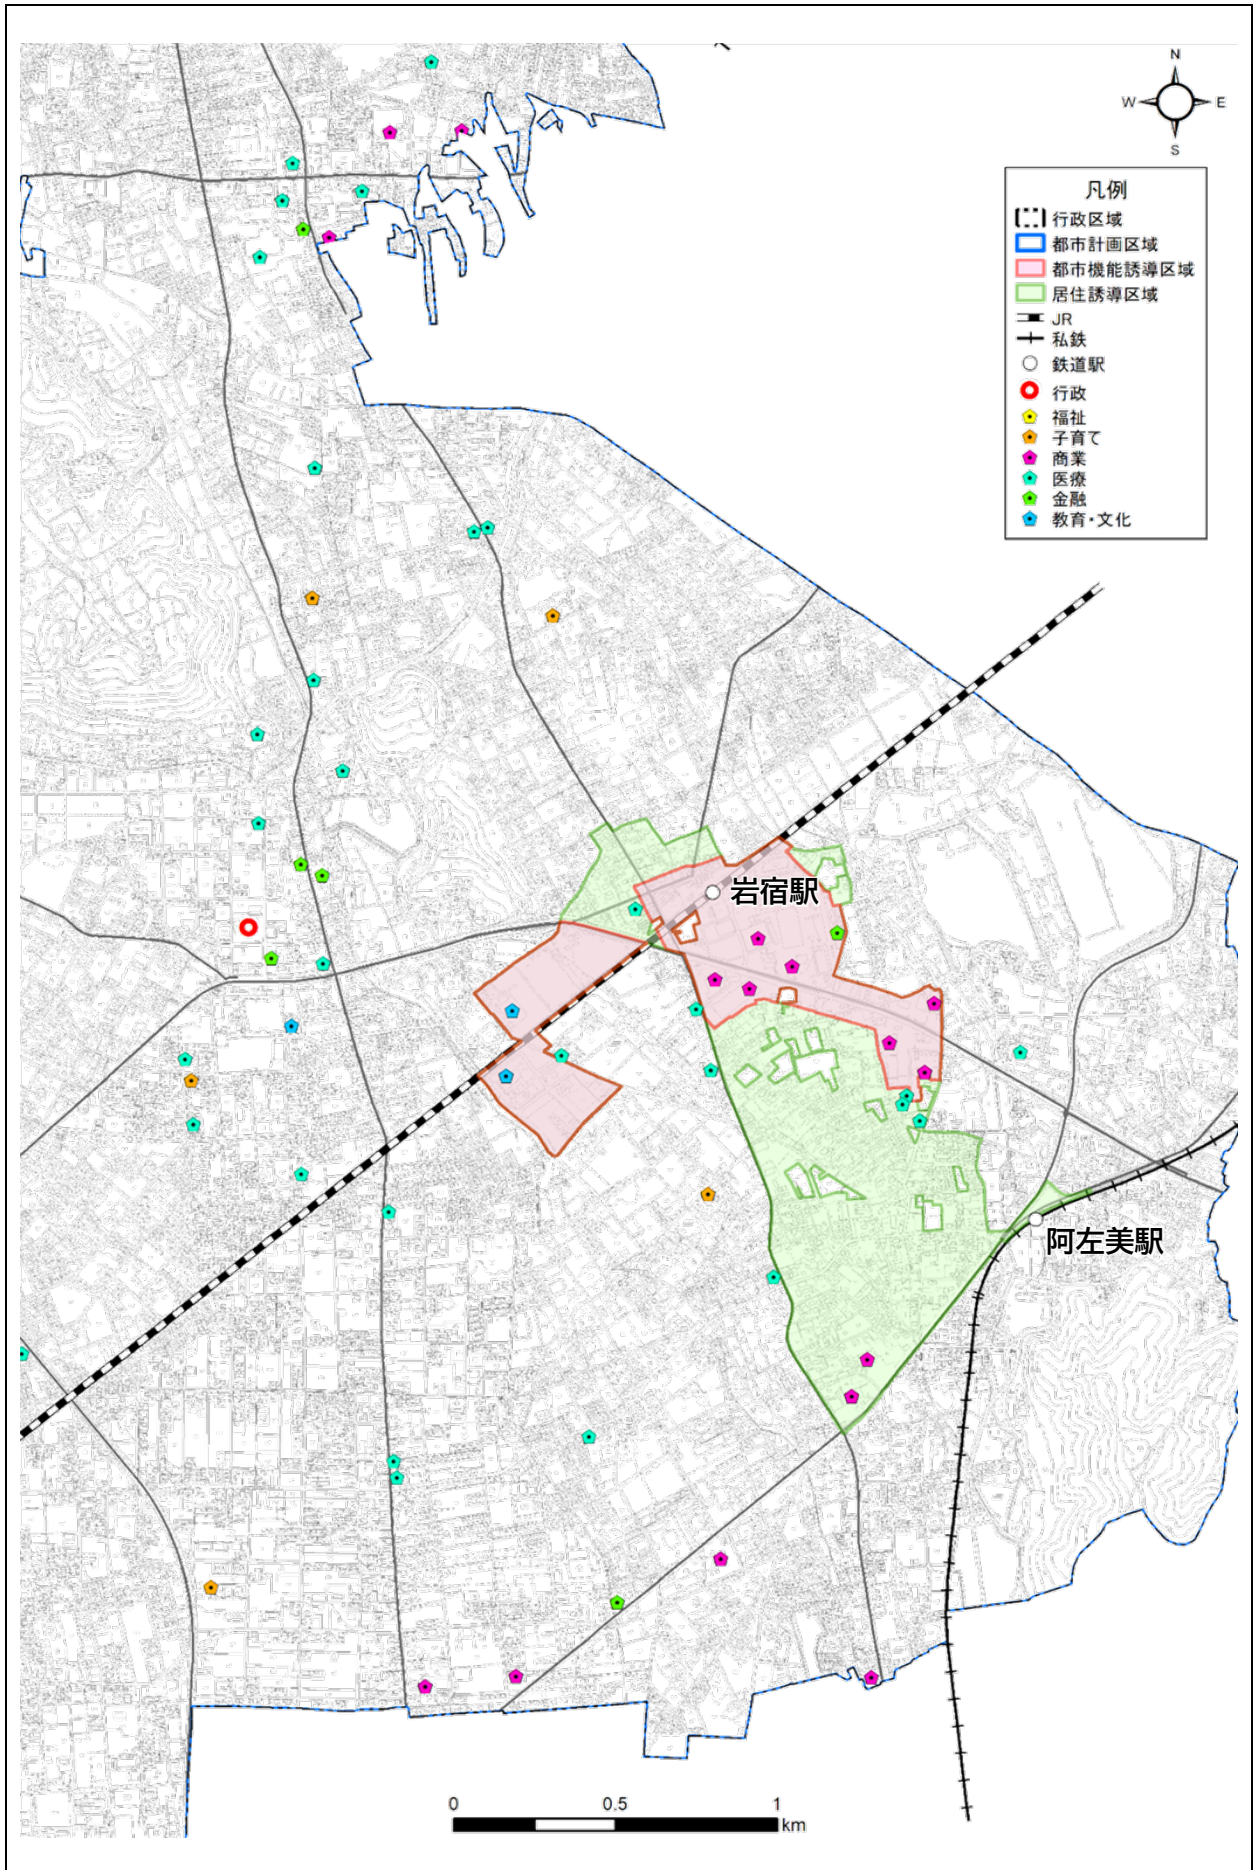 N
W
E
S
凡例
行政区域
都市計画区域
都市機能誘導区域
居住誘導区域
JR
私鉄
鉄道駅
行政
福祉
子育て
商業
医療
金融
教育・文化
岩宿駅
阿左美駅
0
0.5
1
km